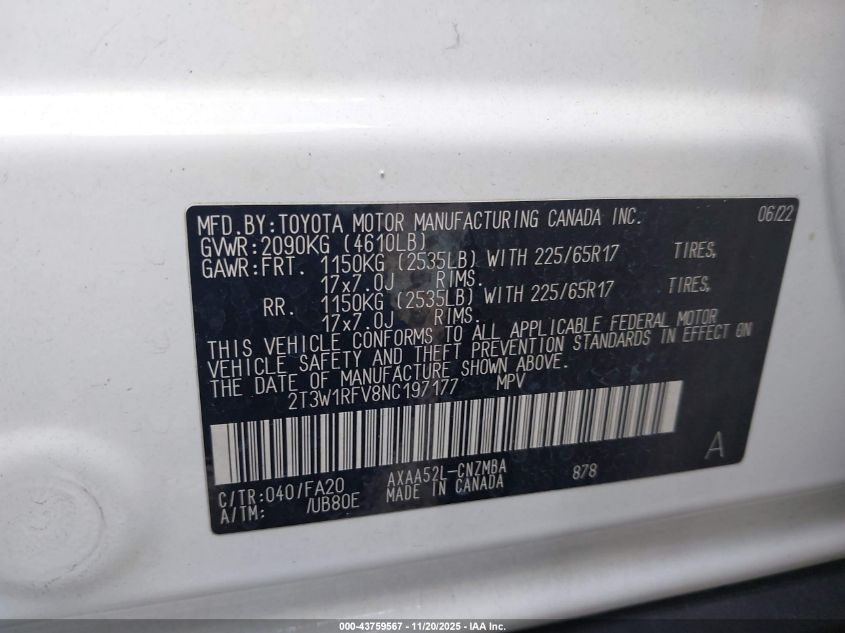 MFD.BY:TOYOTA MOTOR MANUFACTURING CANADA INC. 06/22
GVWR:2090KG (4610LB)
GAWR:FRT. 1150KG (2535LB) WITH 225/65R17 TIRES,
17x7.0J RIMS.
RR. 1150KG (2535LB) WITH 225/65R17 TIRES,
17x7.0J RIMS.
THIS VEHICLE CONFORMS TO ALL APPLICABLE FEDERAL MOTOR
VEHICLE SAFETY AND THEFT PREVENTION STANDARDS IN EFFECT ON
THE DATE OF MANUFACTURE SHOWN ABOVE.
2T3W1RFV8NC197177 MPV
A
C/TR:040/FA20 AXAA52L-CNZMBA 878
A/TM: /UB80E MADE IN CANADA
000-43759567 - 11/20/2025 - IAA Inc.